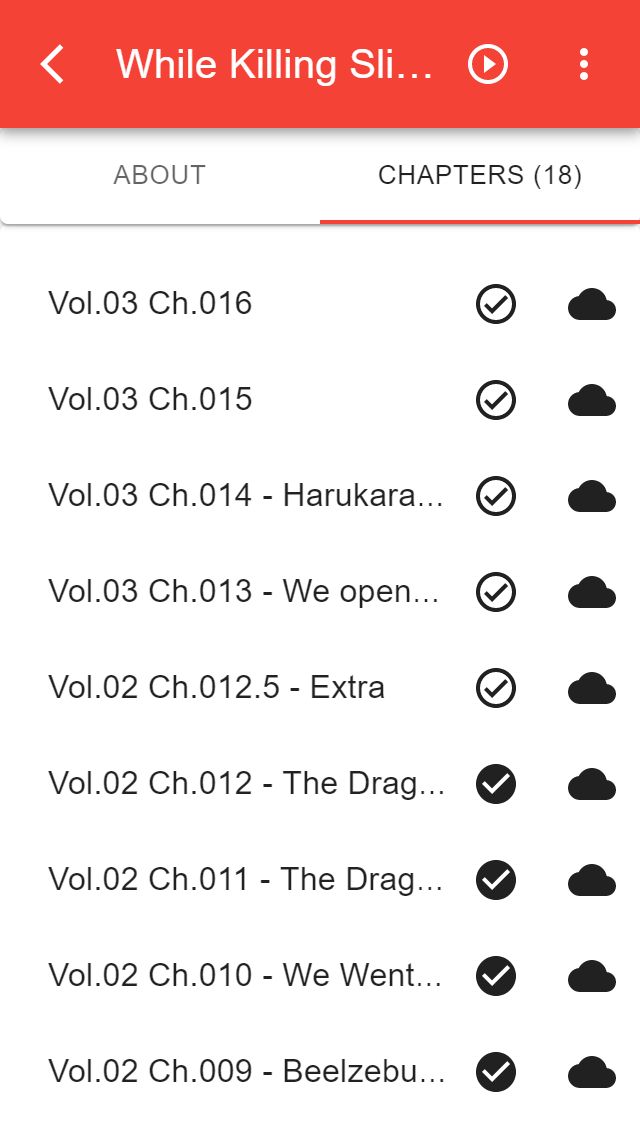 While Killing Sli...
ABOUT
CHAPTERS (18)
Vol.03 Ch.016
Vol.03 Ch.015
Vol.03 Ch.014 - Harukara...
Vol.03 Ch.013 - We open...
Vol.02 Ch.012.5 - Extra
Vol.02 Ch.012 - The Drag...
Vol.02 Ch.011 - The Drag...
Vol.02 Ch.010 - We Went...
Vol.02 Ch.009 - Beelzebu...